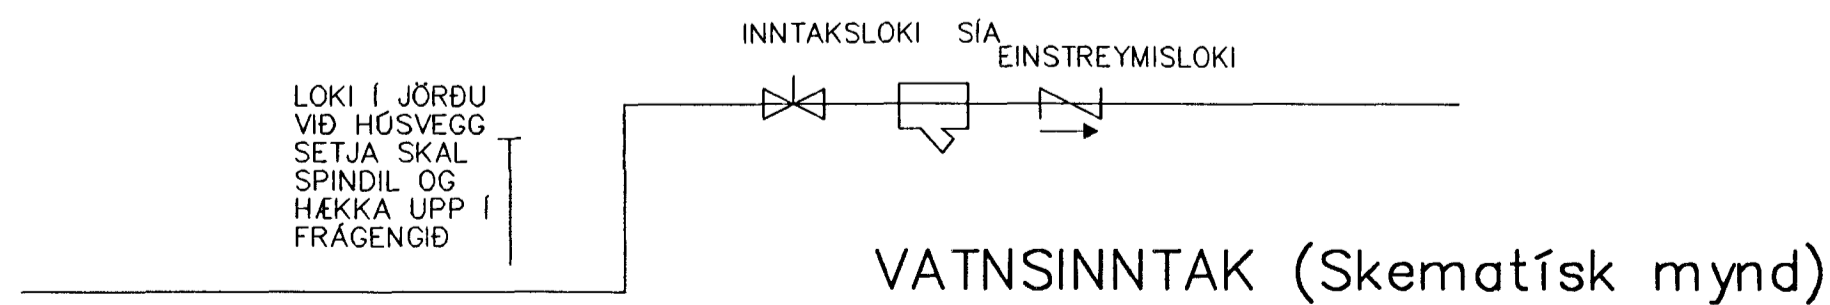 INNTAKSLOKI SÍA
EINSTREYMISLOKI
LOKI Í JÖRÐU
VIÐ HÚSVEGG
SETJA SKAL
SPINDIL OG
HÆKKA UPP Í
FRÁGENGIÐ
VATNSINNTAK (Skematísk mynd)